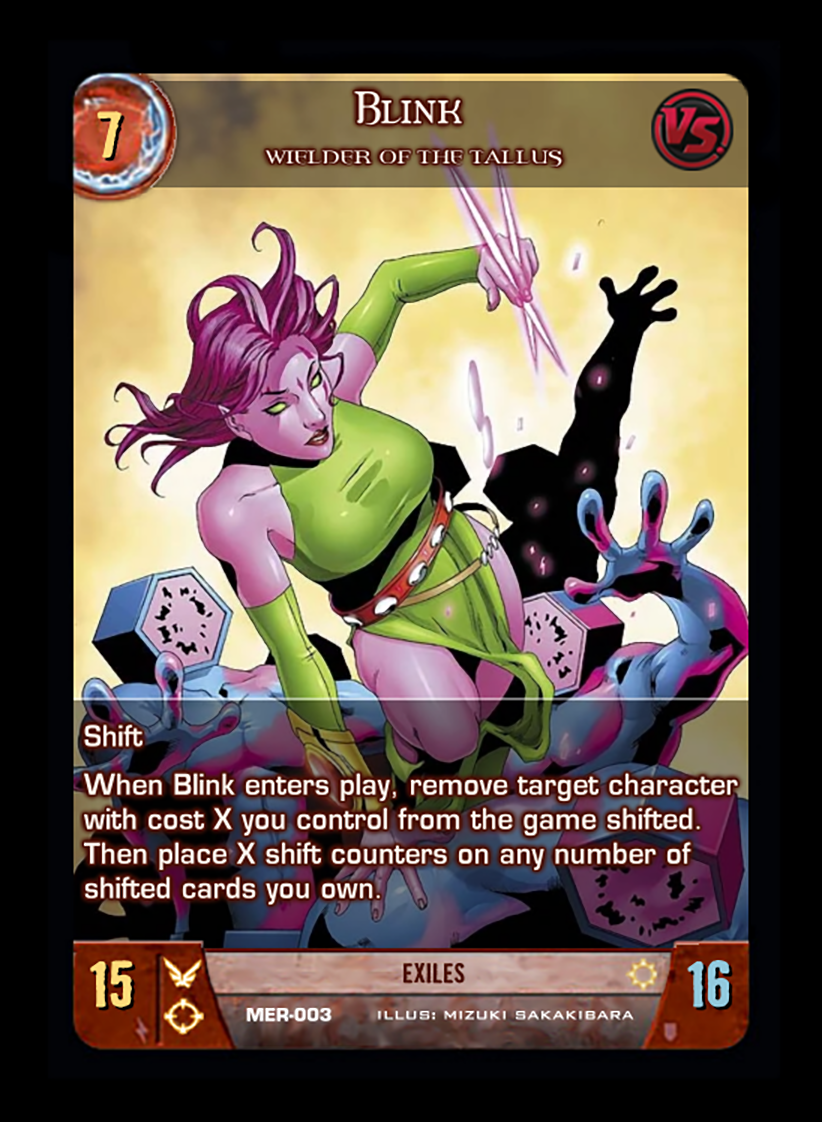 7
Blink
VS.
WIELDER OF THE TALLUS
Shift
When Blink enters play, remove target character
with cost X you control from the game shifted.
Then place X shift counters on any number of
shifted cards you own.
15
EXILES
16
MER-003
ILLUS: MIZUKI SAKAKIBARA